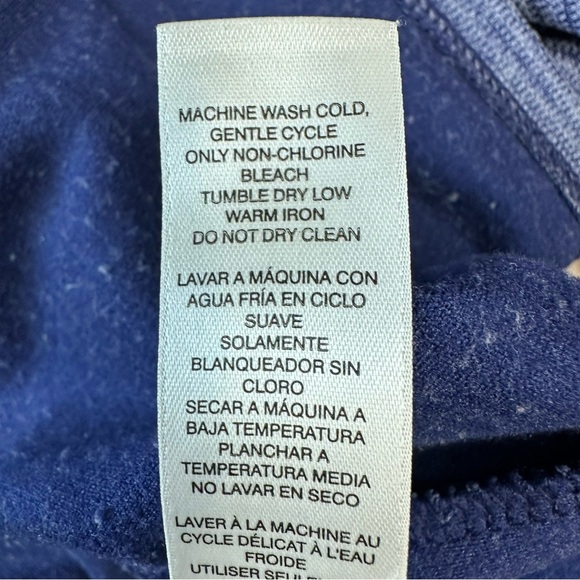 MACHINE WASH COLD,
GENTLE CYCLE
ONLY NON-CHLORINE
BLEACH
TUMBLE DRY LOW
WARM IRON
DO NOT DRY CLEAN
LAVAR A MÁQUINA CON
AGUA FRÍA EN CICLO
SUAVE
SOLAMENTE
BLANQUEADOR SIN
CLORO
SECAR A MÁQUINA A
BAJA TEMPERATURA
PLANCHAR A
TEMPERATURA MEDIA
NO LAVAR EN SECO
LAVER À LA MACHINE AU
CYCLE DÉLICAT À L'EAU
FROIDE
UTILISER